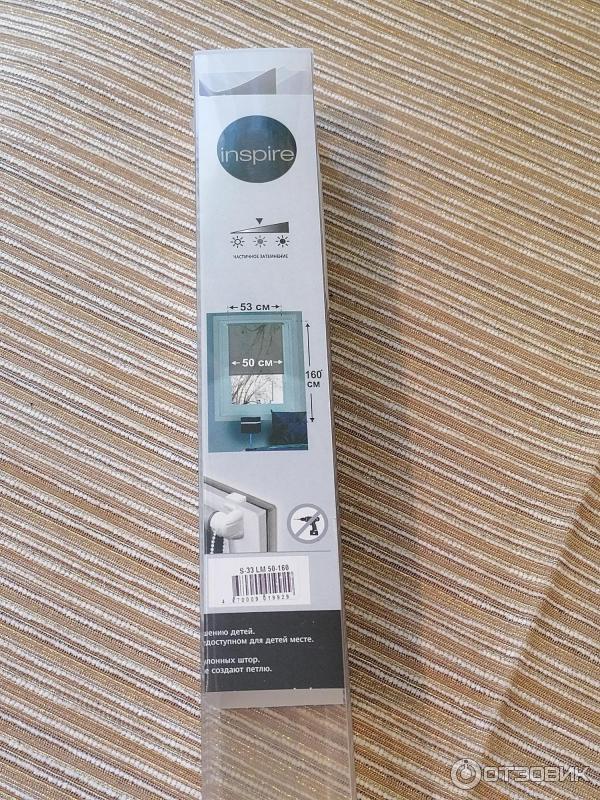 inspire
ЧАСТИЧНОЕ ЗАТЕМНЕНИЕ
53 см
50 см
160 см
S-33 LM 50-160
4 670009 019929
шению детей.
доступном для детей месте.
лонных штор.
е создают петлю.
ОТЗОВИК